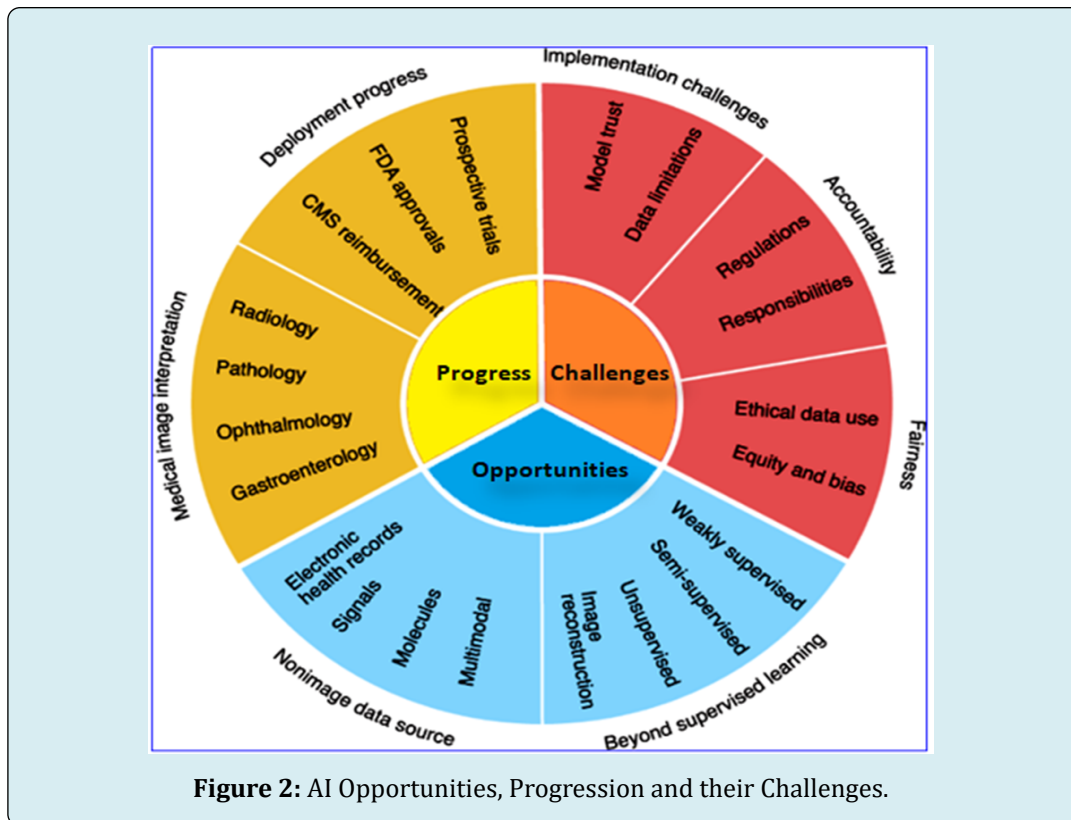 Implementation challenges
Model trust
Data limitations
Accountability
Regulations
Responsibilities
Fairness
Ethical data use
Equity and bias
Beyond supervised learning
Weakly supervised
Semi-supervised
Unsupervised
Image
reconstruction
Nonimage data source
Multimodal
Molecules
Signals
Electronic
health records
Medical image interpretation
Gastroenterology
Ophthalmology
Pathology
Radiology
Deployment progress
CMS reimbursement
FDA approvals
Prospective trials
Progress
Challenges
Opportunities
Figure 2: AI Opportunities, Progression and their Challenges.